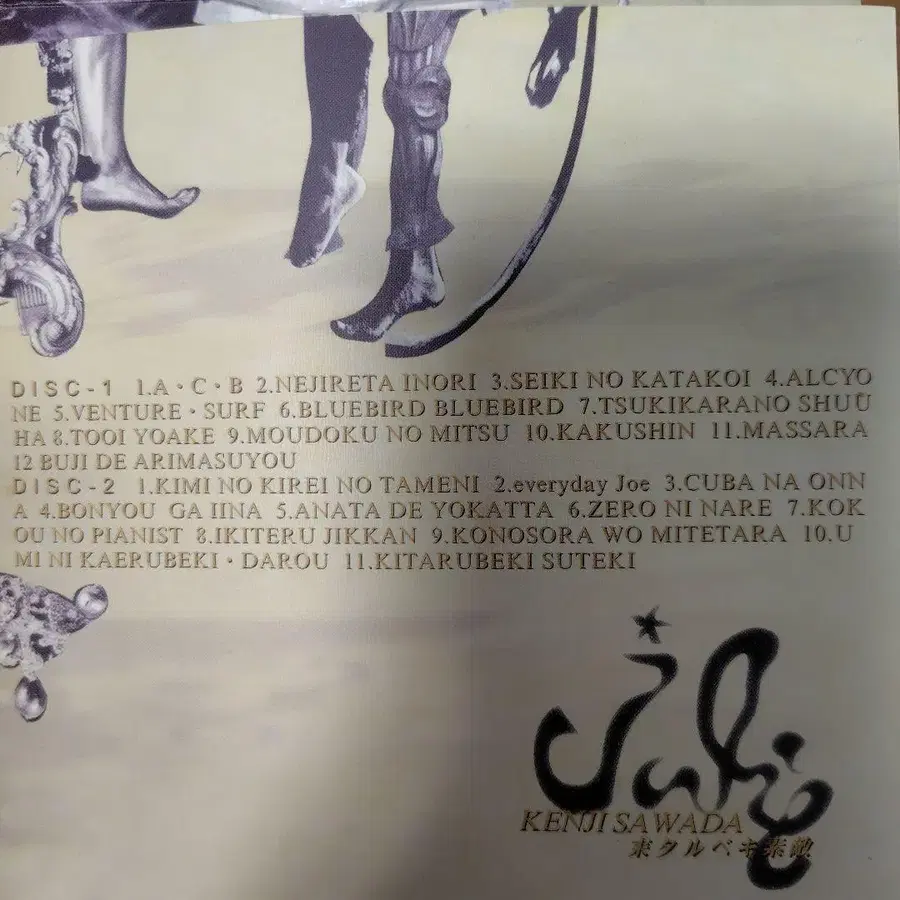 DISC-1 1.A・C・B 2.NEJIRETA INORI 3.SEIKI NO KATAKOI 4.ALCYO
NE 5.VENTURE・SURF 6.BLUEBIRD BLUEBIRD 7.TSUKIKARANO SHUU
HA 8.TOOI YOAKE 9.MOUDOKU NO MITSU 10.KAKUSHIN 11.MASSARA
12 BUJI DE ARIMASUYOU
DISC-2 1.KIMI NO KIREI NO TAMENI 2.everyday Joe 3.CUBA NA ONN
A 4.BONYOU GA IINA 5.ANATA DE YOKATTA 6.ZERO NI NARE 7.KOK
OU NO PIANIST 8.IKITERU JIKKAN 9.KONOSORA WO MITETARA 10.U
MI NI KAERUBEKI・DAROU 11.KITARUBEKI SUTEKI
Julie
KENJI SAWADA
来タルベキ素敵